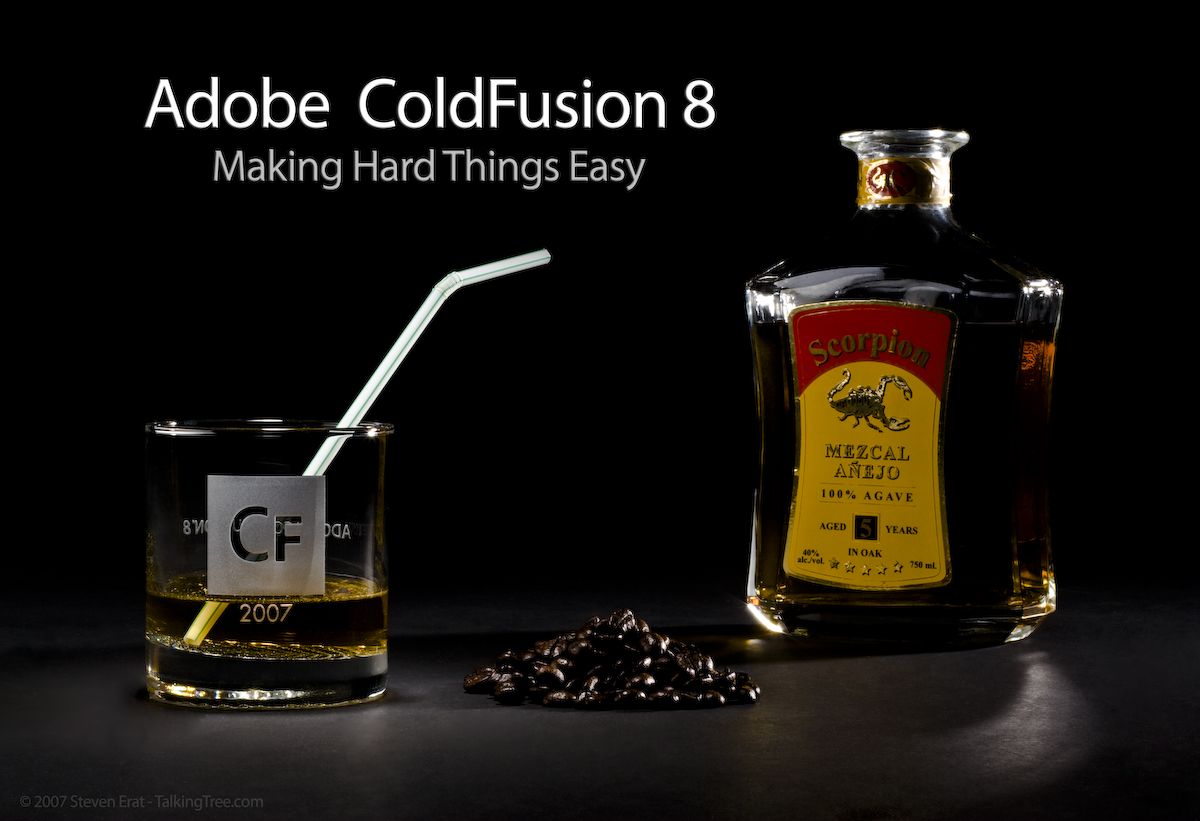 Adobe ColdFusion 8
Making Hard Things Easy
Scorpion
MEZCAL
AÑEJO
100% AGAVE
AGED 5 YEARS
IN OAK
40%
alc./vol.
750 ml.
CF
2007
© 2007 Steven Erat - TalkingTree.com